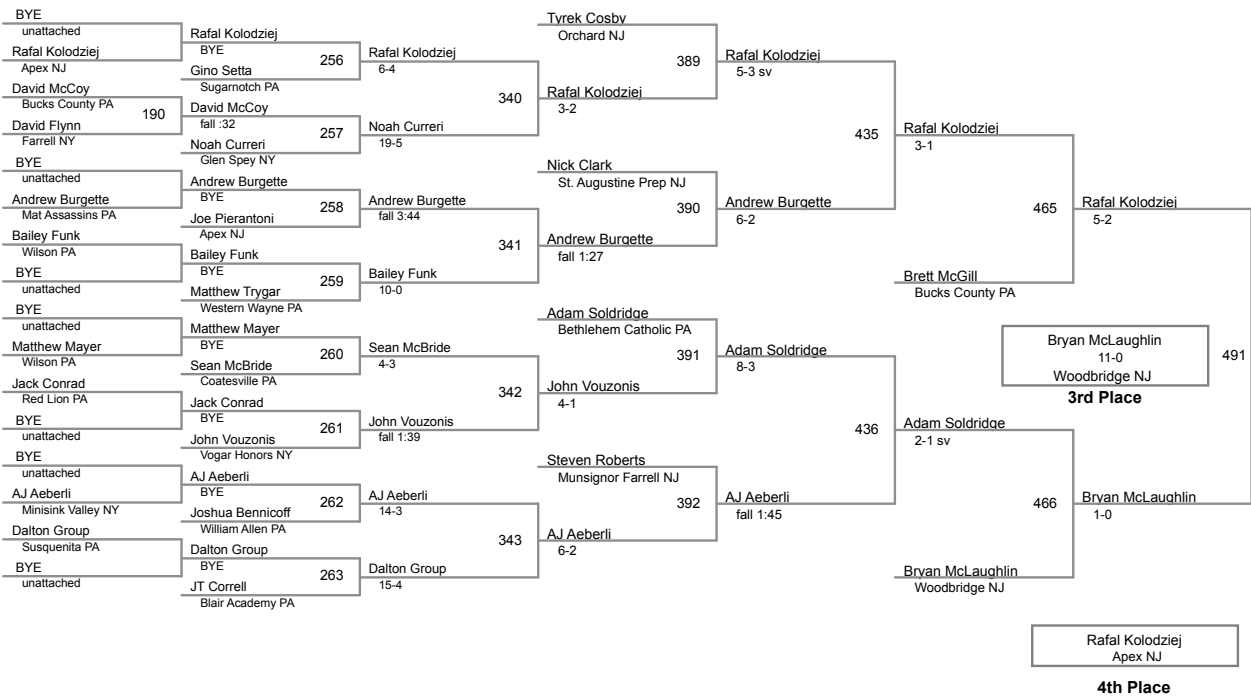 BYE
unattached
Rafal Kolodziej
Apex NJ
David McCoy
Bucks County PA
190
David Flynn
Farrell NY
BYE
unattached
Andrew Burgette
Mat Assassins PA
Bailey Funk
Wilson PA
BYE
unattached
BYE
unattached
Matthew Mayer
Wilson PA
Jack Conrad
Red Lion PA
BYE
unattached
BYE
unattached
AJ Aeberli
Minisink Valley NY
Dalton Group
Susquenita PA
BYE
unattached
Rafal Kolodziej
BYE
256
Gino Setta
Sugarnotch PA
David McCoy
fall :32
257
Noah Curreri
Glen Spey NY
Andrew Burgette
BYE
258
Joe Pierantoni
Apex NJ
Bailey Funk
BYE
259
Matthew Trygar
Western Wayne PA
Matthew Mayer
BYE
260
Sean McBride
Coatesville PA
Jack Conrad
BYE
261
John Vouzonis
Vogar Honors NY
AJ Aeberli
BYE
262
Joshua Bennicoff
William Allen PA
Dalton Group
BYE
263
JT Correll
Blair Academy PA
Rafal Kolodziej
6-4
340
Noah Curreri
19-5
Andrew Burgette
fall 3:44
341
Bailey Funk
10-0
Sean McBride
4-3
342
John Vouzonis
fall 1:39
AJ Aeberli
14-3
343
Dalton Group
15-4
Tyrek Cosby
Orchard NJ
389
Rafal Kolodziej
3-2
Nick Clark
St. Augustine Prep NJ
390
Andrew Burgette
fall 1:27
Adam Soldridge
Bethlehem Catholic PA
391
John Vouzonis
4-1
Steven Roberts
Munsignor Farrell NJ
392
AJ Aeberli
6-2
Rafal Kolodziej
5-3 sv
435
Andrew Burgette
6-2
Adam Soldridge
8-3
436
AJ Aeberli
fall 1:45
Rafal Kolodziej
3-1
465
Brett McGill
Bucks County PA
Adam Soldridge
2-1 sv
466
Bryan McLaughlin
Woodbridge NJ
Rafal Kolodziej
5-2
491
Bryan McLaughlin
1-0
Bryan McLaughlin
11-0
Woodbridge NJ
3rd Place
Rafal Kolodziej
Apex NJ
4th Place